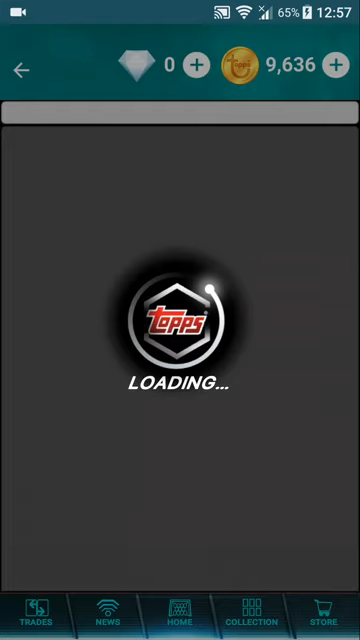 65% 12:57
0 + topps 9,636 +
topps
LOADING...
TRADES NEWS HOME COLLECTION STORE